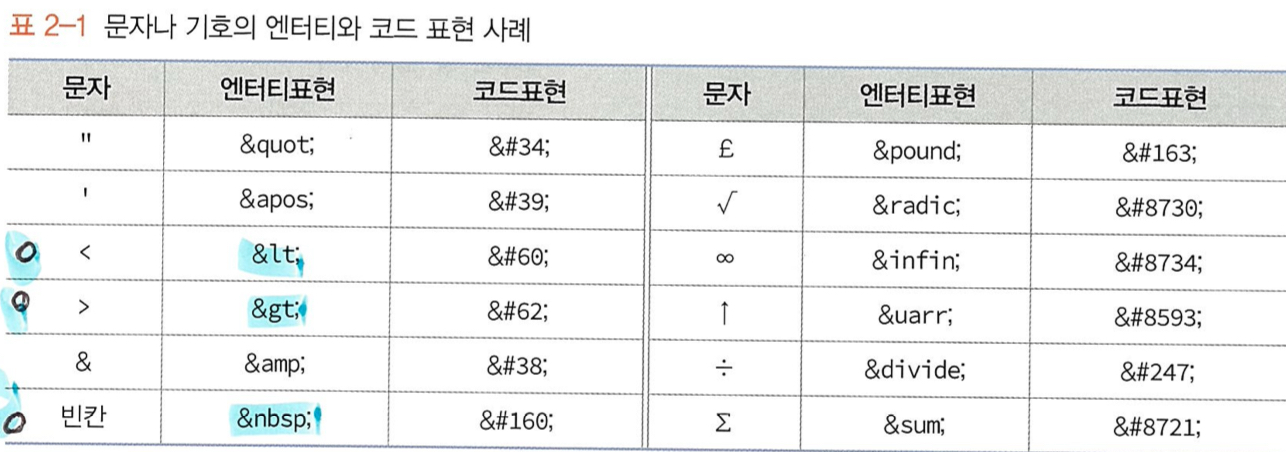 표 2-1 문자나 기호의 엔터티와 코드 표현 사례
문자 엔터티표현 코드표현 문자 엔터티표현 코드표현
" &quot; &#34; £ &pound; &#163;
' &apos; &#39; √ &radic; &#8730;
< &lt; &#60; ∞ &infin; &#8734;
> &gt; &#62; ↑ &uarr; &#8593;
& &amp; &#38; ÷ &divide; &#247;
빈칸 &nbsp; &#160; Σ &sum; &#8721;